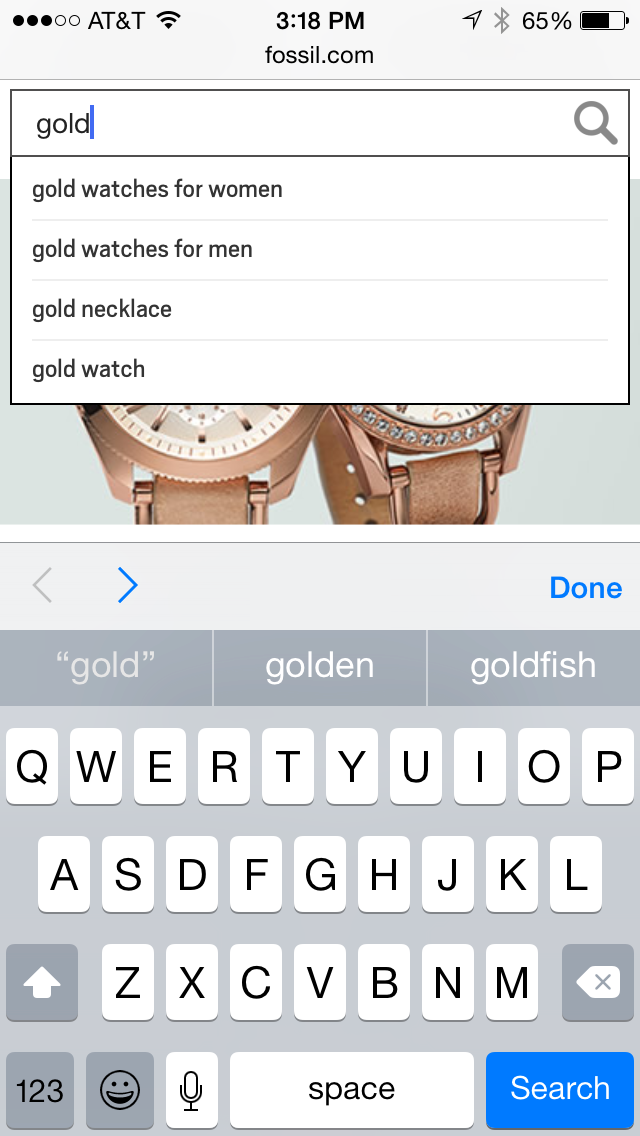 AT&T 3:18 PM 65%
fossil.com
gold
gold watches for women
gold watches for men
gold necklace
gold watch
Done
“gold” golden goldfish
Q W E R T Y U I O P
A S D F G H J K L
Z X C V B N M
123 space Search